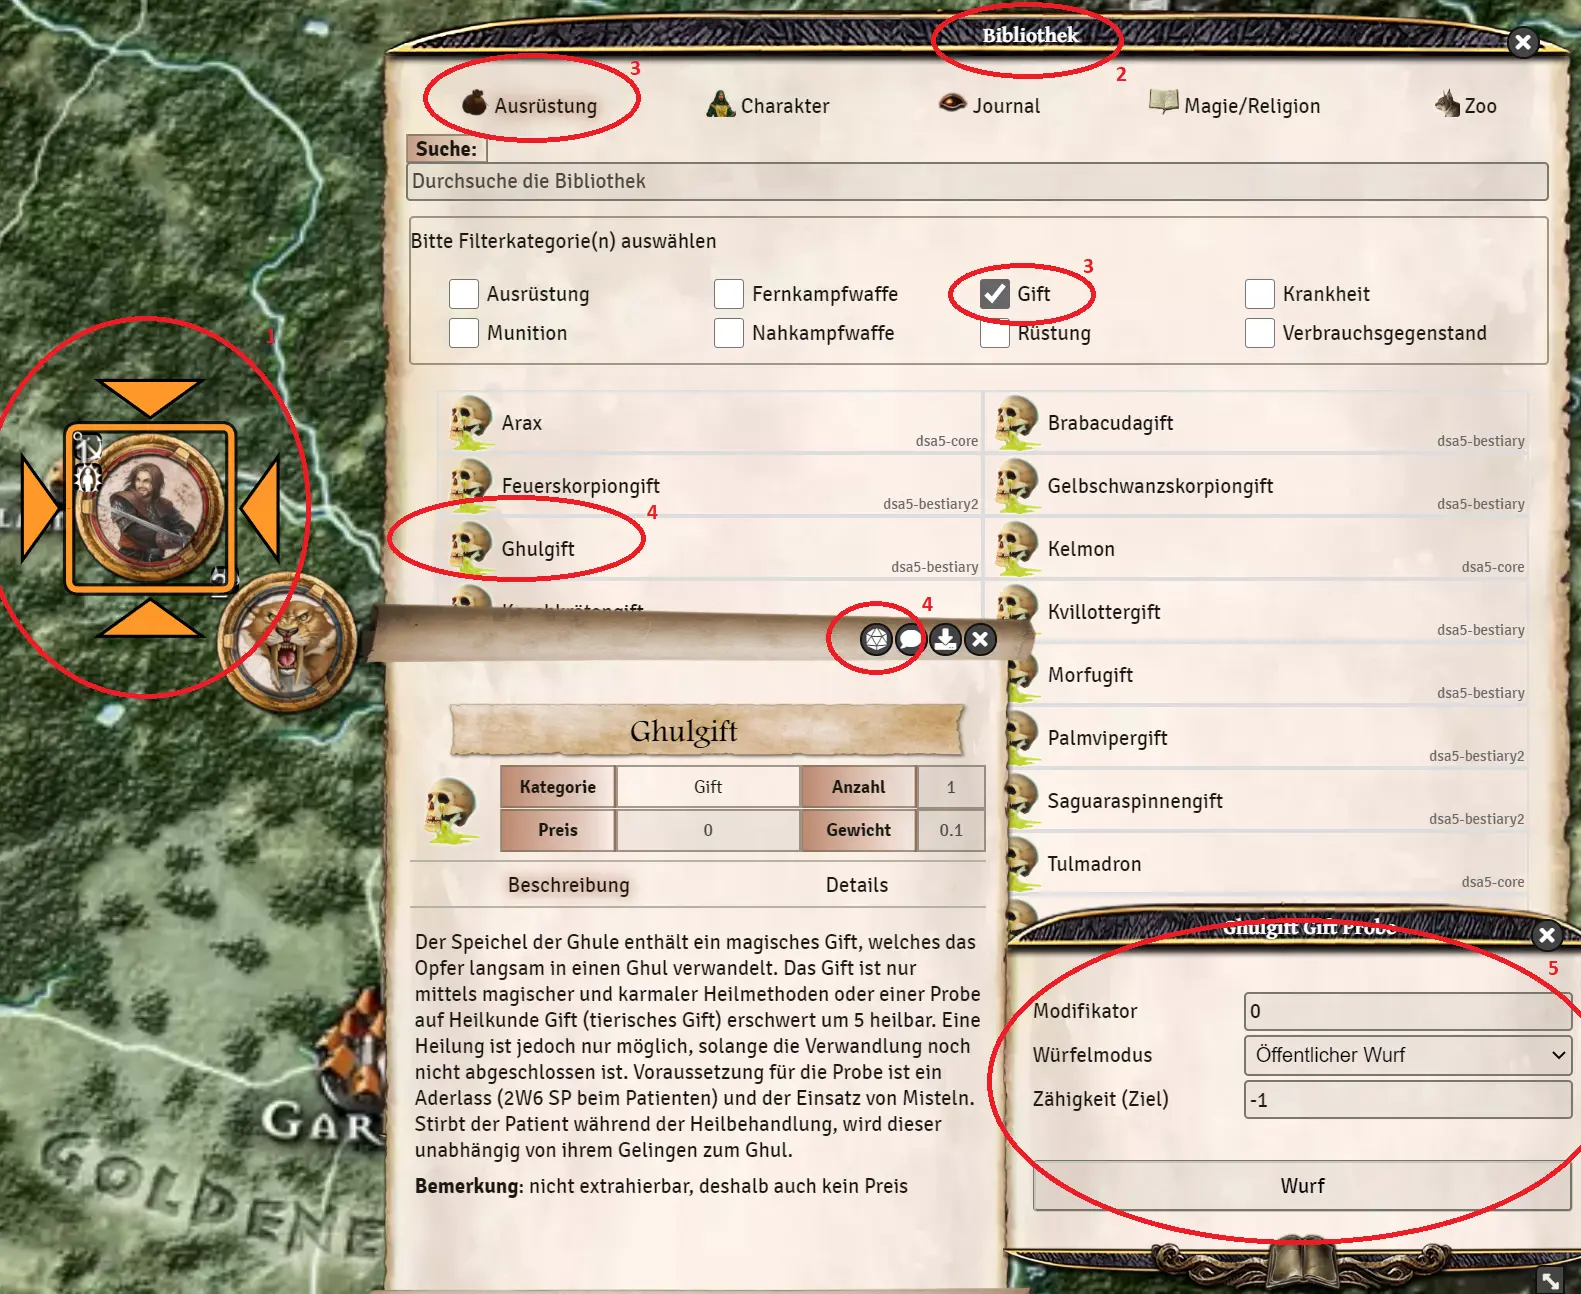 Bibliothek
2
3
Ausrüstung
Charakter
Journal
Magie/Religion
Zoo
Suche:
Durchsuche die Bibliothek
Bitte Filterkategorie(n) auswählen
3
Ausrüstung
Fernkampfwaffe
Gift
Krankheit
Munition
Nahkampfwaffe
Rüstung
Verbrauchsgegenstand
1
Arax
dsa5-core
Brabacudagift
dsa5-bestiary
Feuerskorpiongift
dsa5-bestiary2
Gelbschwanzskorpiongift
dsa5-bestiary
4
Ghulgift
dsa5-bestiary
Kelmon
dsa5-core
Kvillottergift
dsa5-bestiary
4
Morfugift
dsa5-bestiary
Palmvipergift
dsa5-bestiary2
Saguaraspinnengift
dsa5-bestiary2
Tulmadron
dsa5-core
Ghulgift
Kategorie
Gift
Anzahl
1
Preis
0
Gewicht
0.1
Beschreibung
Details
Der Speichel der Ghule enthält ein magisches Gift, welches das
Opfer langsam in einen Ghul verwandelt. Das Gift ist nur
mittels magischer und karmaler Heilmethoden oder einer Probe
auf Heilkunde Gift (tierisches Gift) erschwert um 5 heilbar. Eine
Heilung ist jedoch nur möglich, solange die Verwandlung noch
nicht abgeschlossen ist. Voraussetzung für die Probe ist ein
Aderlass (2W6 SP beim Patienten) und der Einsatz von Misteln.
Stirbt der Patient während der Heilbehandlung, wird dieser
unabhängig von ihrem Gelingen zum Ghul.
Bemerkung: nicht extrahierbar, deshalb auch kein Preis
Ghulgift Gift Probe
5
Modifikator
0
Würfelmodus
Öffentlicher Wurf
Zähigkeit (Ziel)
-1
Wurf
GAR
GOLDENE